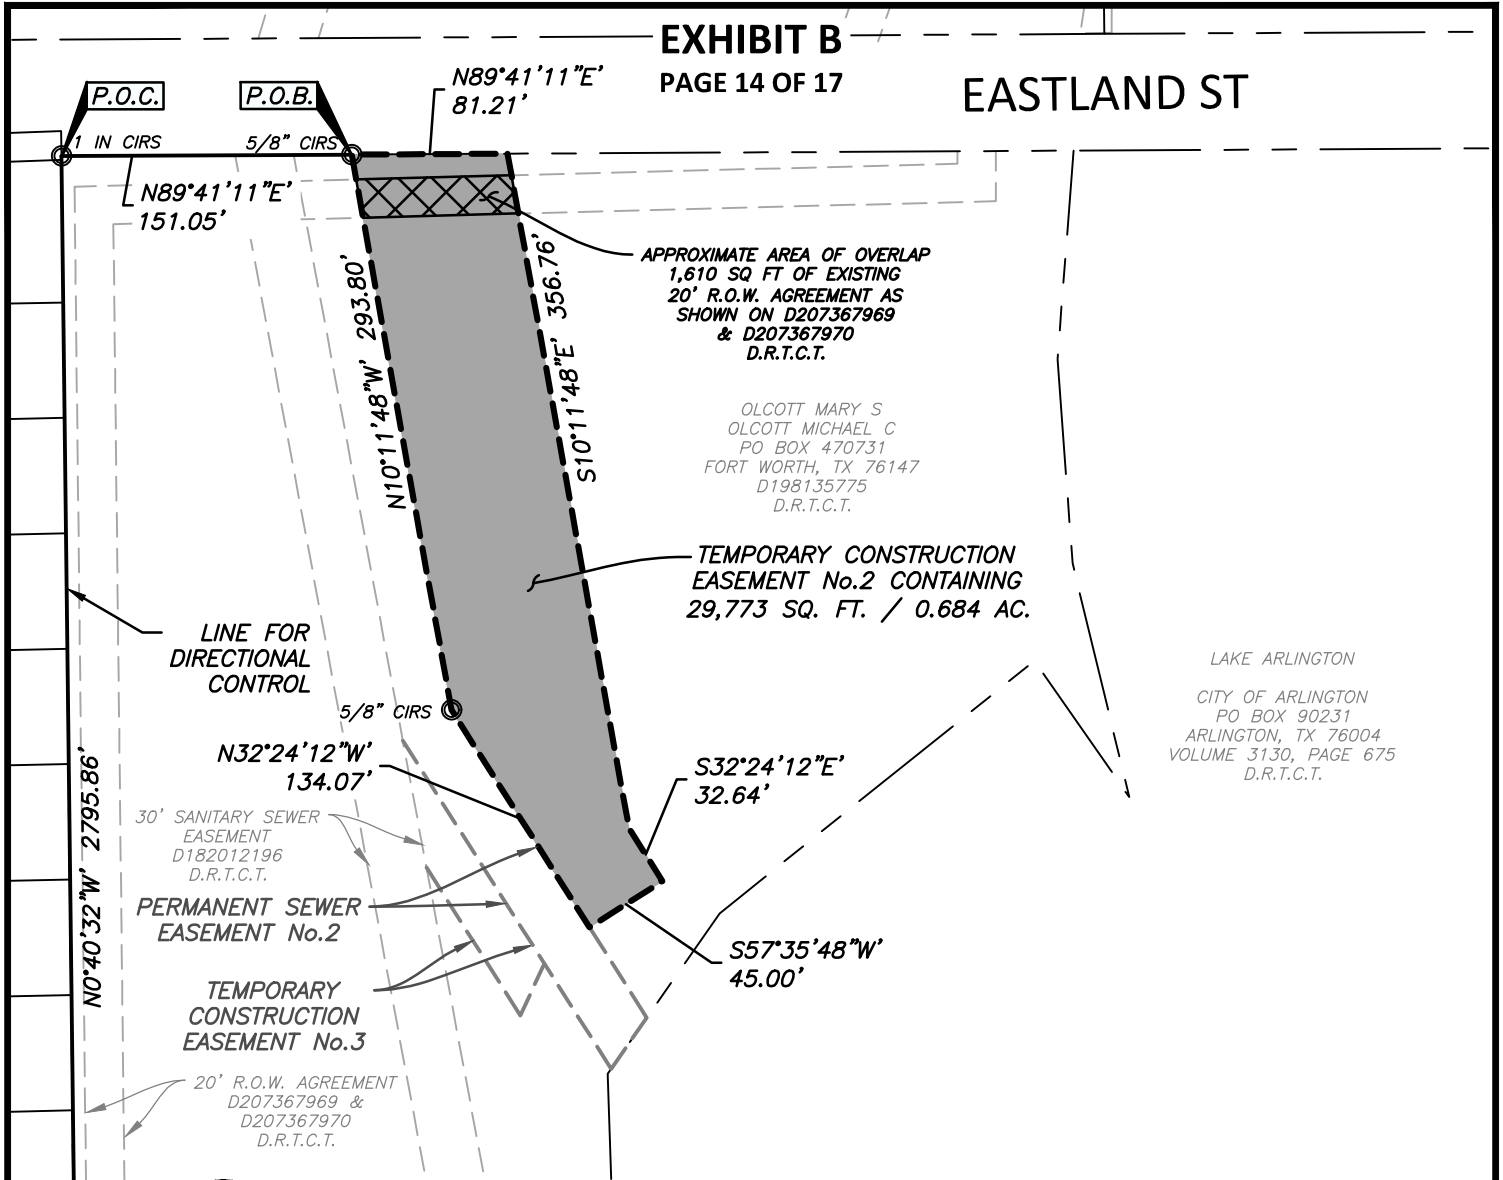 EXHIBIT B
PAGE 14 OF 17
EASTLAND ST
P.O.C.
P.O.B.
N89°41'11"E'
81.21'
1 IN CIRS
5/8" CIRS
N89°41'11"E'
151.05'
APPROXIMATE AREA OF OVERLAP
1,610 SQ FT OF EXISTING
20' R.O.W. AGREEMENT AS
SHOWN ON D207367969
& D207367970
D.R.T.C.T.
N10°11'48"W' 293.80'
S10°11'48"E' 356.76'
OLCOTT MARY S
OLCOTT MICHAEL C
PO BOX 470731
FORT WORTH, TX 76147
D198135775
D.R.T.C.T.
TEMPORARY CONSTRUCTION
EASEMENT No.2 CONTAINING
29,773 SQ. FT. / 0.684 AC.
LINE FOR
DIRECTIONAL
CONTROL
5/8" CIRS
LAKE ARLINGTON
CITY OF ARLINGTON
PO BOX 90231
ARLINGTON, TX 76004
VOLUME 3130, PAGE 675
D.R.T.C.T.
N32°24'12"W'
134.07'
S32°24'12"E'
32.64'
N0°40'32"W' 2795.86'
30' SANITARY SEWER
EASEMENT
D182012196
D.R.T.C.T.
PERMANENT SEWER
EASEMENT No.2
S57°35'48"W'
45.00'
TEMPORARY
CONSTRUCTION
EASEMENT No.3
20' R.O.W. AGREEMENT
D207367969 &
D207367970
D.R.T.C.T.